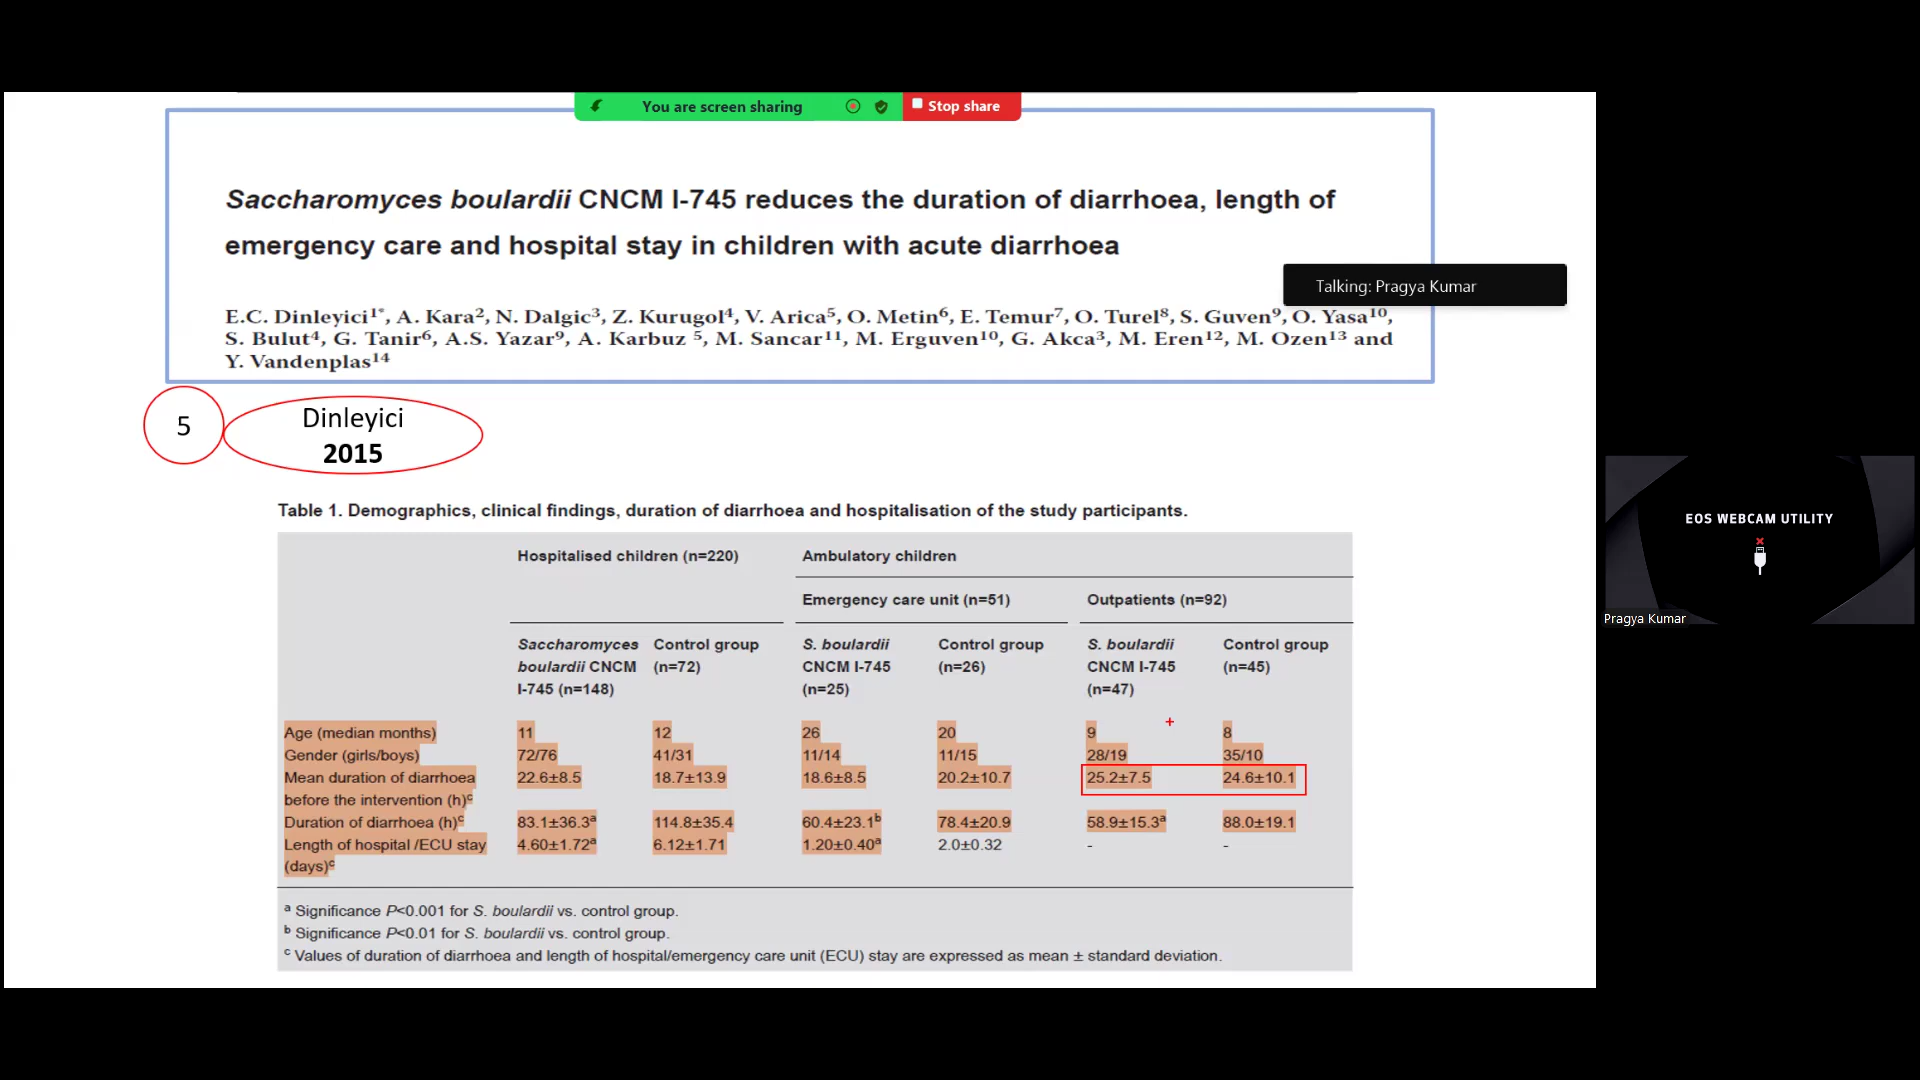 You are screen sharing
Stop share
Saccharomyces boulardii CNCM I-745 reduces the duration of diarrhoea, length of
emergency care and hospital stay in children with acute diarrhoea
Talking: Pragya Kumar
E.C. Dinleyici¹*, A. Kara², N. Dalgic³, Z. Kurugol⁴, V. Arica⁵, O. Metin⁶, E. Temur⁷, O. Turel⁸, S. Guven⁹, O. Yasa¹⁰,
S. Bulut⁴, G. Tanir⁶, A.S. Yazar⁹, A. Karbuz ⁵, M. Sancar¹¹, M. Erguven¹⁰, G. Akca³, M. Eren¹², M. Ozen¹³ and
Y. Vandenplas¹⁴
5
Dinleyici
2015
Table 1. Demographics, clinical findings, duration of diarrhoea and hospitalisation of the study participants.
Hospitalised children (n=220) Ambulatory children
Emergency care unit (n=51) Outpatients (n=92)
Saccharomyces Control group S. boulardii Control group S. boulardii Control group
boulardii CNCM (n=72) CNCM I-745 (n=26) CNCM I-745 (n=45)
I-745 (n=148) (n=25) (n=47)
Age (median months) 11 12 26 20 9 8
Gender (girls/boys) 72/76 41/31 11/14 11/15 28/19 35/10
Mean duration of diarrhoea 22.6±8.5 18.7±13.9 18.6±8.5 20.2±10.7 25.2±7.5 24.6±10.1
before the intervention (h)ᶜ
Duration of diarrhoea (h)ᶜ 83.1±36.3ᵃ 114.8±35.4 60.4±23.1ᵇ 78.4±20.9 58.9±15.3ᵃ 88.0±19.1
Length of hospital /ECU stay 4.60±1.72ᵃ 6.12±1.71 1.20±0.40ᵃ 2.0±0.32 - -
(days)ᶜ
ᵃ Significance P<0.001 for S. boulardii vs. control group.
ᵇ Significance P<0.01 for S. boulardii vs. control group.
ᶜ Values of duration of diarrhoea and length of hospital/emergency care unit (ECU) stay are expressed as mean ± standard deviation.
EOS WEBCAM UTILITY
Pragya Kumar